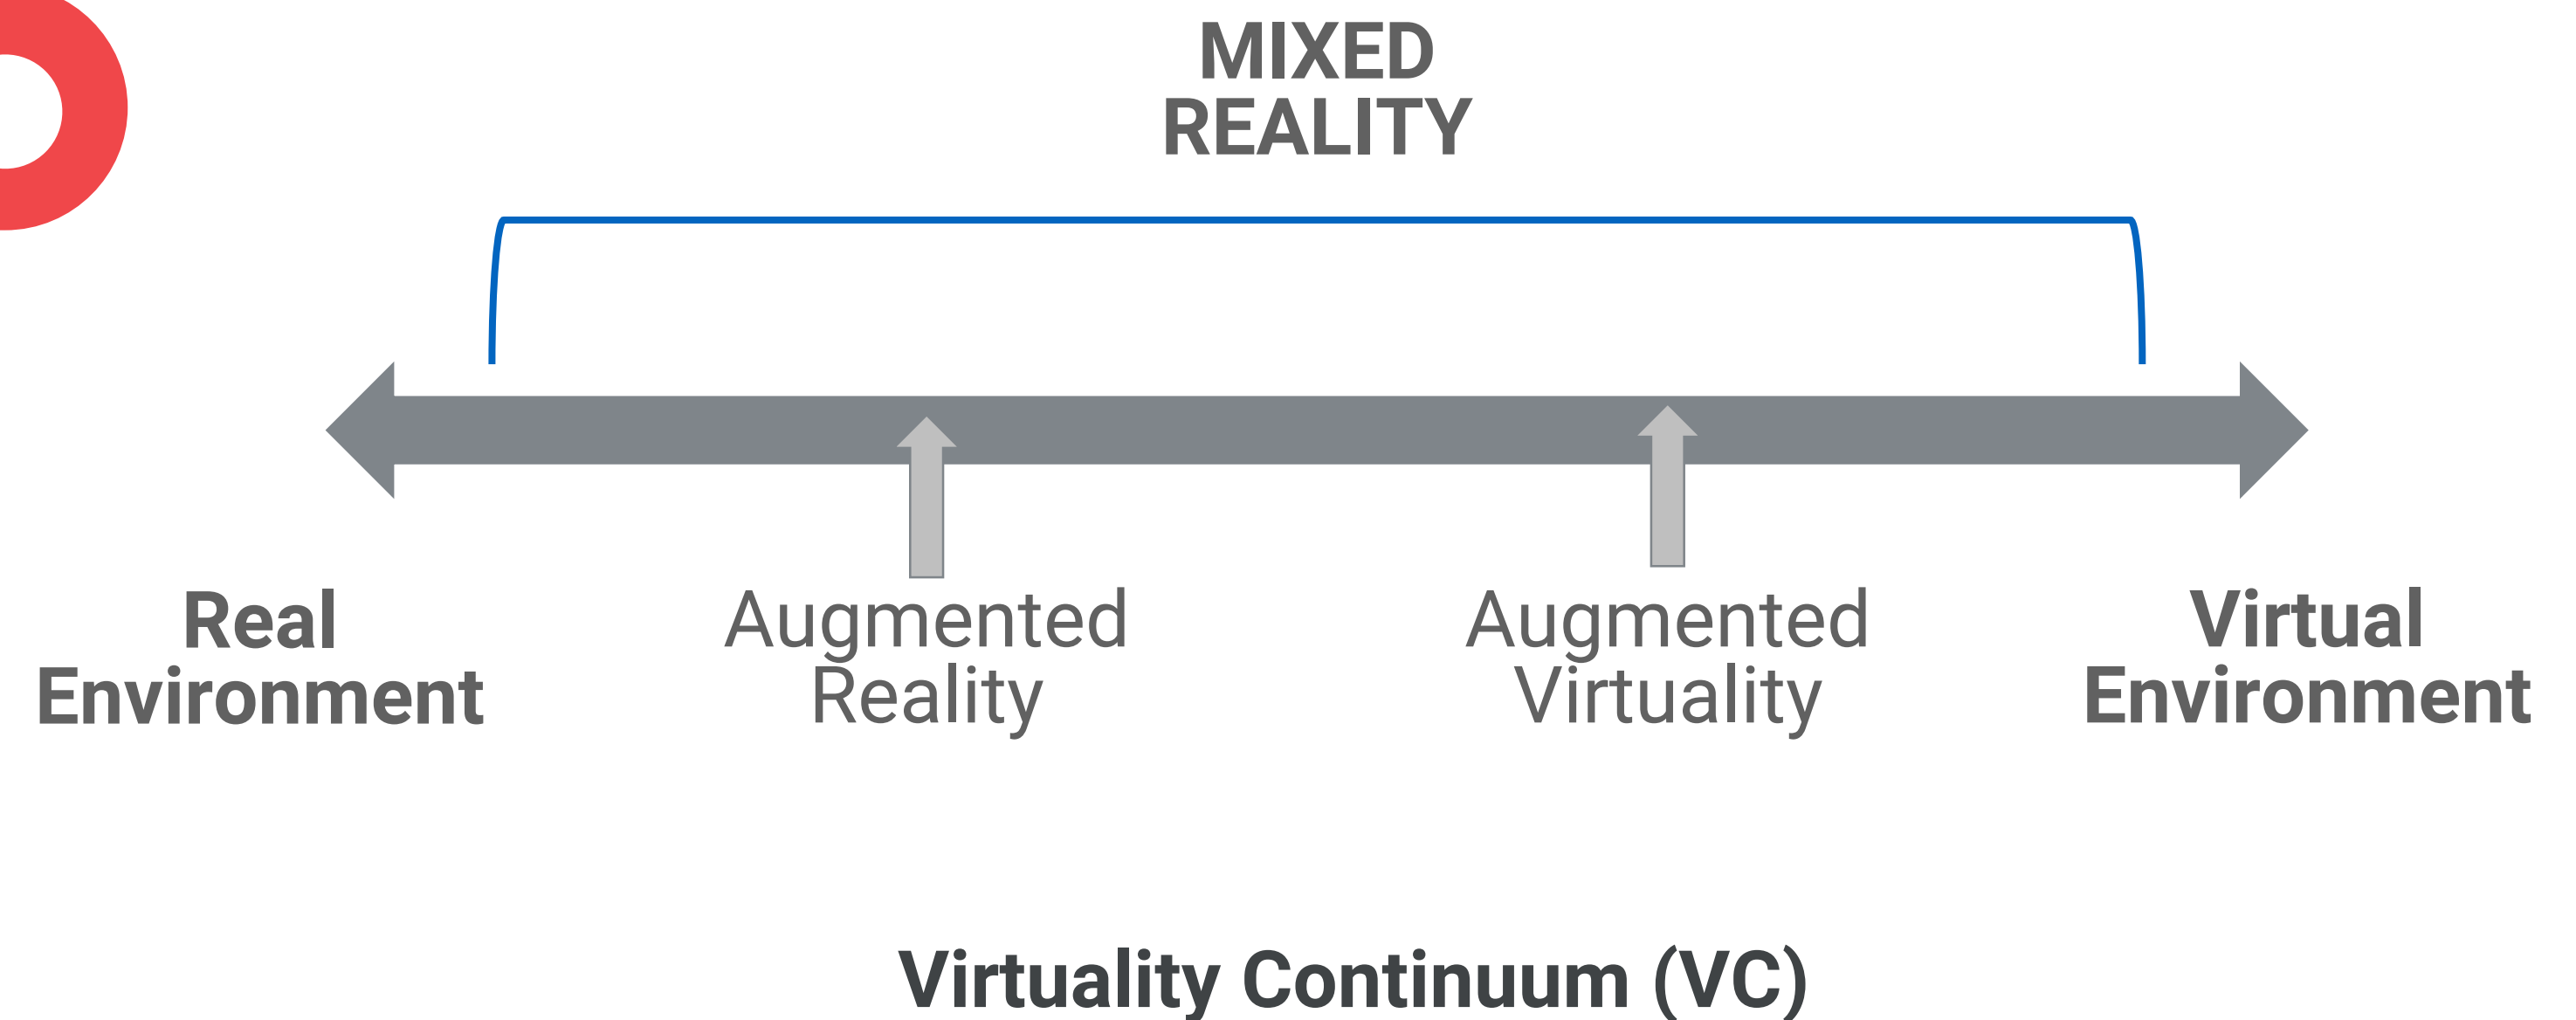 MIXED
REALITY
Real
Environment
Augmented
Reality
Augmented
Virtuality
Virtual
Environment
Virtuality Continuum (VC)